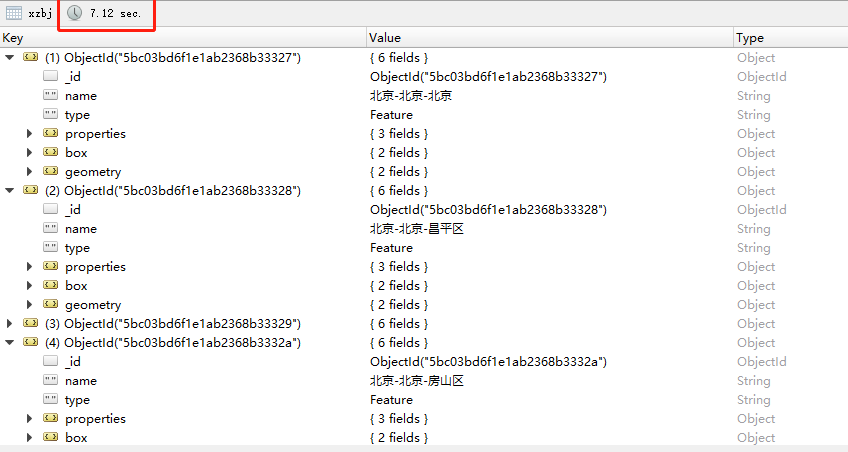 xzbj 7.12 sec.
Key Value Type
(1) ObjectId("5bc03bd6f1e1ab2368b33327") { 6 fields } Object
_id ObjectId("5bc03bd6f1e1ab2368b33327") ObjectId
name 北京-北京-北京 String
type Feature String
properties { 3 fields } Object
box { 2 fields } Object
geometry { 2 fields } Object
(2) ObjectId("5bc03bd6f1e1ab2368b33328") { 6 fields } Object
_id ObjectId("5bc03bd6f1e1ab2368b33328") ObjectId
name 北京-北京-昌平区 String
type Feature String
properties { 3 fields } Object
box { 2 fields } Object
geometry { 2 fields } Object
(3) ObjectId("5bc03bd6f1e1ab2368b33329") { 6 fields } Object
(4) ObjectId("5bc03bd6f1e1ab2368b3332a") { 6 fields } Object
_id ObjectId("5bc03bd6f1e1ab2368b3332a") ObjectId
name 北京-北京-房山区 String
type Feature String
properties { 3 fields } Object
box { 2 fields } Object